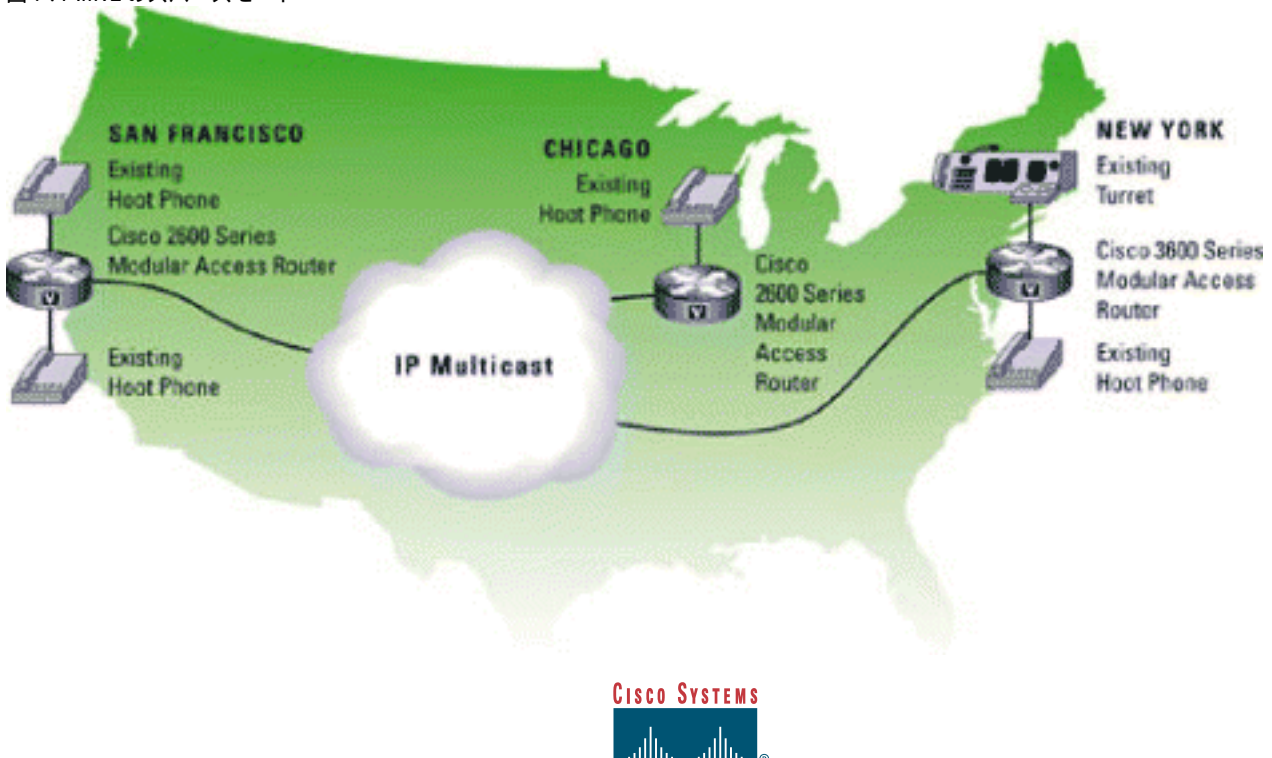 SAN FRANCISCO
Existing
Hoot Phone
Cisco 2600 Series
Modular Access Router
Existing
Hoot Phone
IP Multicast
CHICAGO
Existing
Hoot Phone
Cisco
2600 Series
Modular
Access
Router
NEW YORK
Existing
Turret
Cisco 3600 Series
Modular Access
Router
Existing
Hoot Phone
V
V
V
CISCO SYSTEMS
®